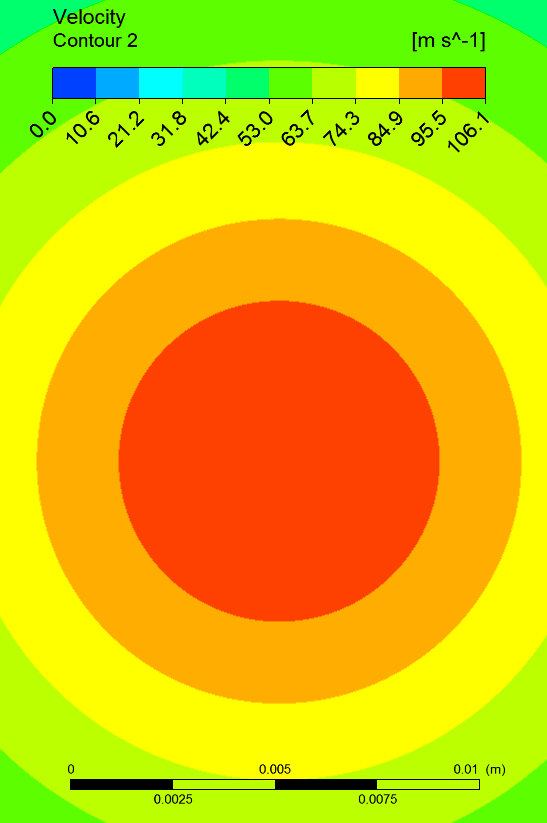 Velocity
Contour 2 [m s^-1]
0.0 10.6 21.2 31.8 42.4 53.0 63.7 74.3 84.9 95.5 106.1
0 0.005 0.01 (m)
0.0025 0.0075